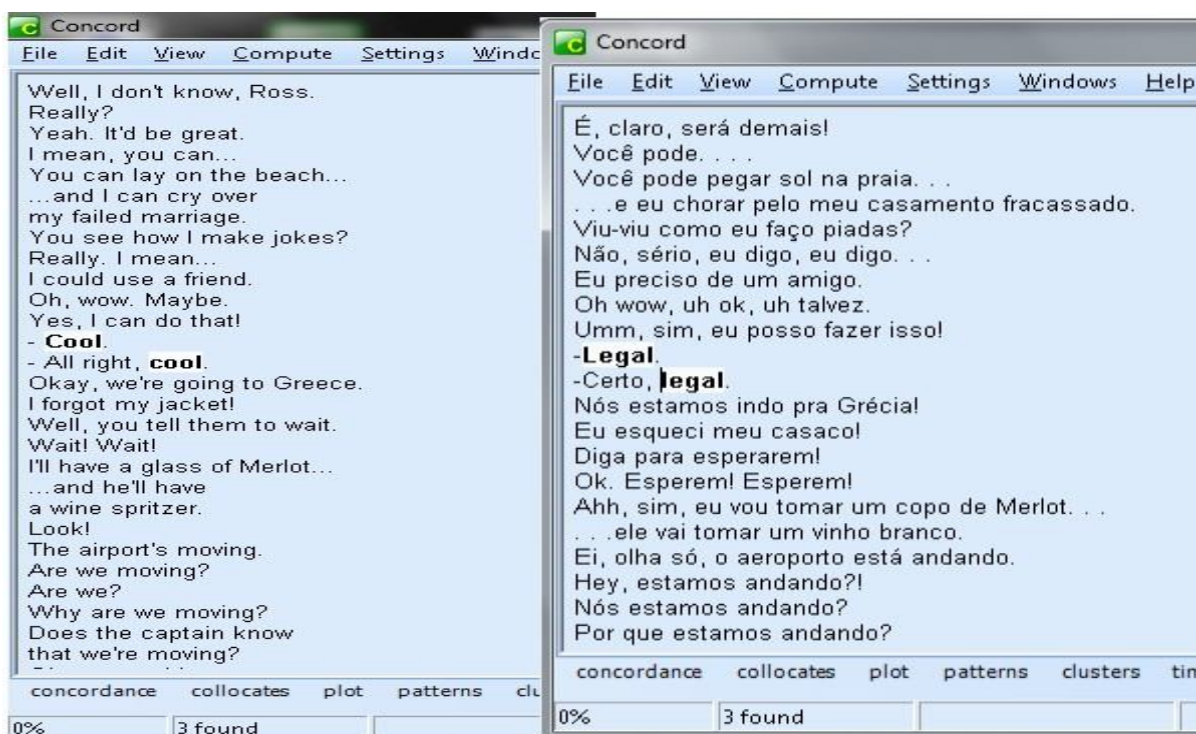 Concord
File Edit View Compute Settings
Well, I don't know, Ross.
Really?
Yeah. It'd be great.
I mean, you can...
You can lay on the beach...
...and I can cry over
my failed marriage.
You see how I make jokes?
Really. I mean...
I could use a friend.
Oh, wow. Maybe.
Yes, I can do that!
- Cool.
- All right, cool.
Okay, we're going to Greece.
I forgot my jacket!
Well, you tell them to wait.
Wait! Wait!
I'll have a glass of Merlot...
...and he'll have
a wine spritzer.
Look!
The airport's moving.
Are we moving?
Are we?
Why are we moving?
Does the captain know
that we're moving?
concordance collocates plot patterns
0% 3 found
Concord
File Edit View Compute Settings Windows Help
É, claro, será demais!
Você pode. . . .
Você pode pegar sol na praia. . .
. . .e eu chorar pelo meu casamento fracassado.
Viu-viu como eu faço piadas?
Não, sério, eu digo, eu digo. . .
Eu preciso de um amigo.
Oh wow, uh ok, uh talvez.
Umm, sim, eu posso fazer isso!
-Legal.
-Certo, legal.
Nós estamos indo pra Grécia!
Eu esqueci meu casaco!
Diga para esperarem!
Ok. Esperem! Esperem!
Ahh, sim, eu vou tomar um copo de Merlot. . .
. . .ele vai tomar um vinho branco.
Ei, olha só, o aeroporto está andando.
Hey, estamos andando?!
Nós estamos andando?
Por que estamos andando?
concordance collocates plot patterns clusters
0% 3 found